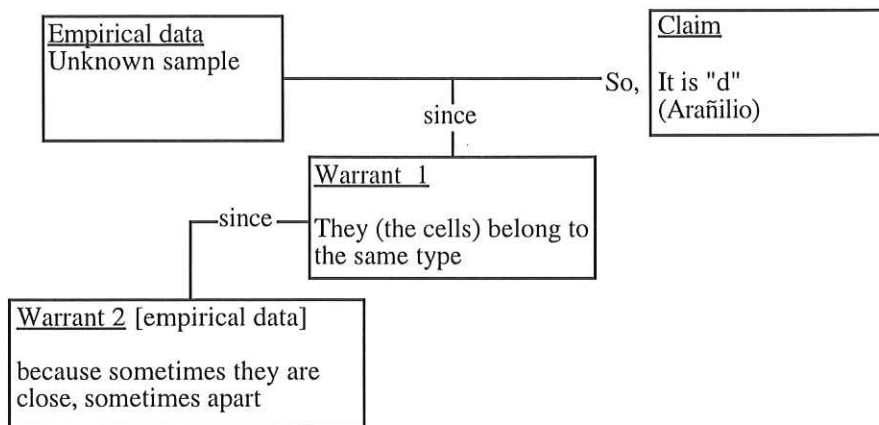 Empirical data
Unknown sample
Claim
So,
It is "d"
(Arañilio)
since
Warrant 1
They (the cells) belong to
the same type
since
Warrant 2 [empirical data]
because sometimes they are
close, sometimes apart